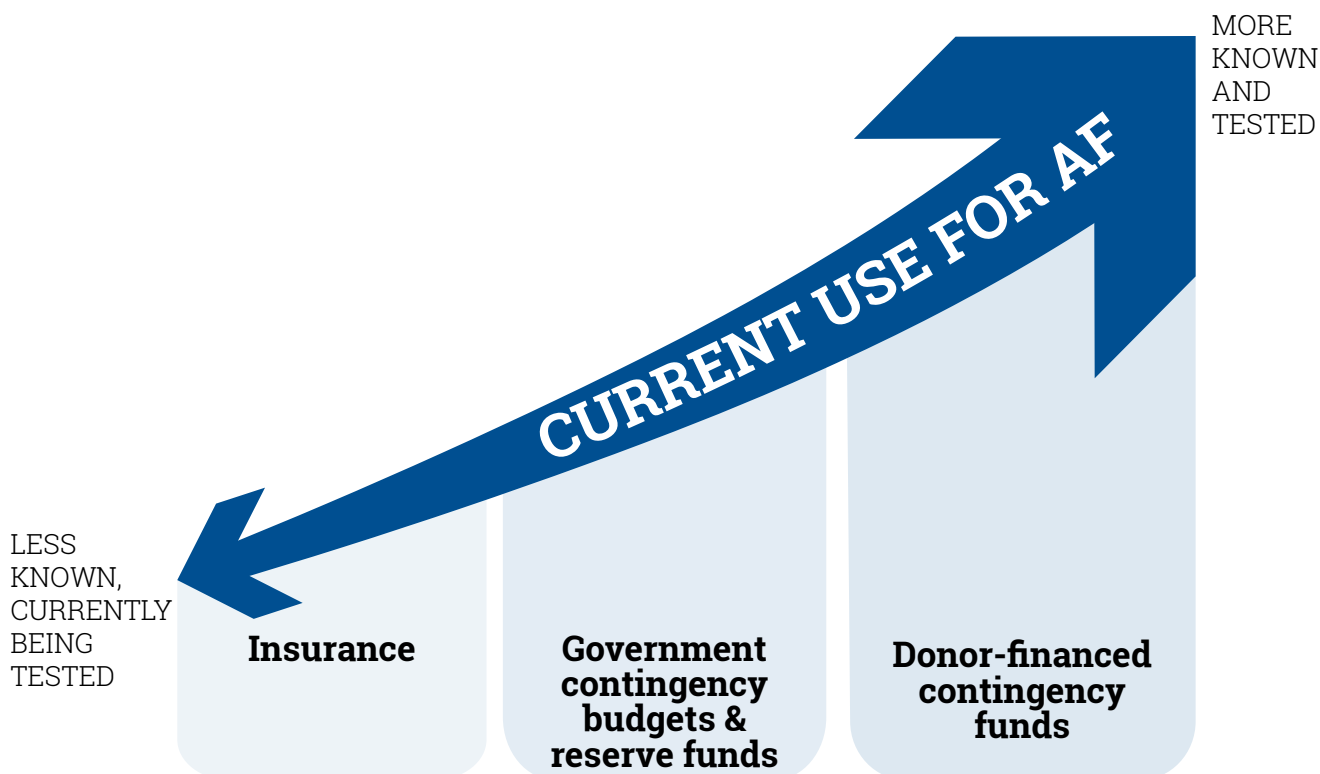 MORE
KNOWN
AND
TESTED
CURRENT USE FOR AF
LESS
KNOWN,
CURRENTLY
BEING
TESTED
Insurance
Government
contingency
budgets &
reserve funds
Donor-financed
contingency
funds